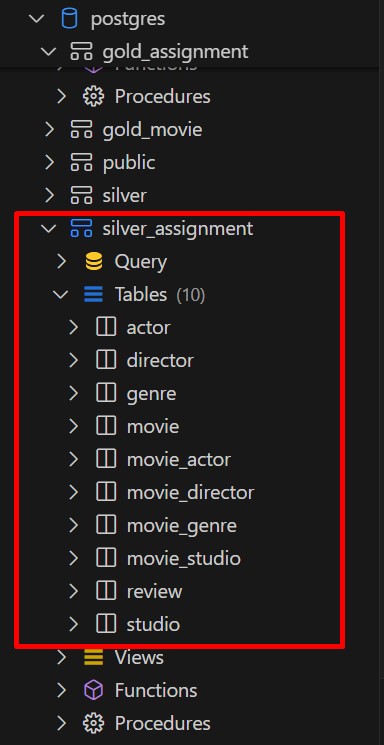 postgres
gold_assignment
Functions
Procedures
gold_movie
public
silver
silver_assignment
Query
Tables (10)
actor
director
genre
movie
movie_actor
movie_director
movie_genre
movie_studio
review
studio
Views
Functions
Procedures